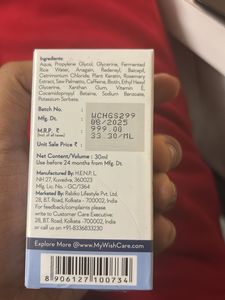 Ingredients:
Aqua, Propylene Glycol, Glycerine, Fermented
Rice Water, Anagain, Redensyl, Baicapil,
Cetrimonium Chloride, Plant Keratin, Rosemary
Extract, Saw Palmetto, Caffeine, Biotin, Ethyl Hexyl
Glycerine, Xanthan Gum, Vitamin E,
Cocamidopropyl Betaine, Sodium Benzoate,
Potassium Sorbate.
Batch No. WCHGS299
Mfg. Dt. 08/2025
M.R.P. ₹ 999.00
(Incl. of all taxes)
Unit Sale Price ₹ 33.30/ML
Net Content/Volume : 30ml
Use before 24 months from Mfg. Dt.
Manufactured By: H.E.N.P. L.
NH 27, Kuvadva, 360023
Mfg. Lic. No. - GC/1364
Marketed By: Rebiko Lifestyle Pvt. Ltd.
28, B.T. Road, Kolkata - 700002, India
For feedback/complaints please
write to Customer Care Executive:
28, B.T. Road, Kolkata - 700002, India
or call us on +91-8336833230
Explore More @www.MyWishCare.com
8 906127 100734